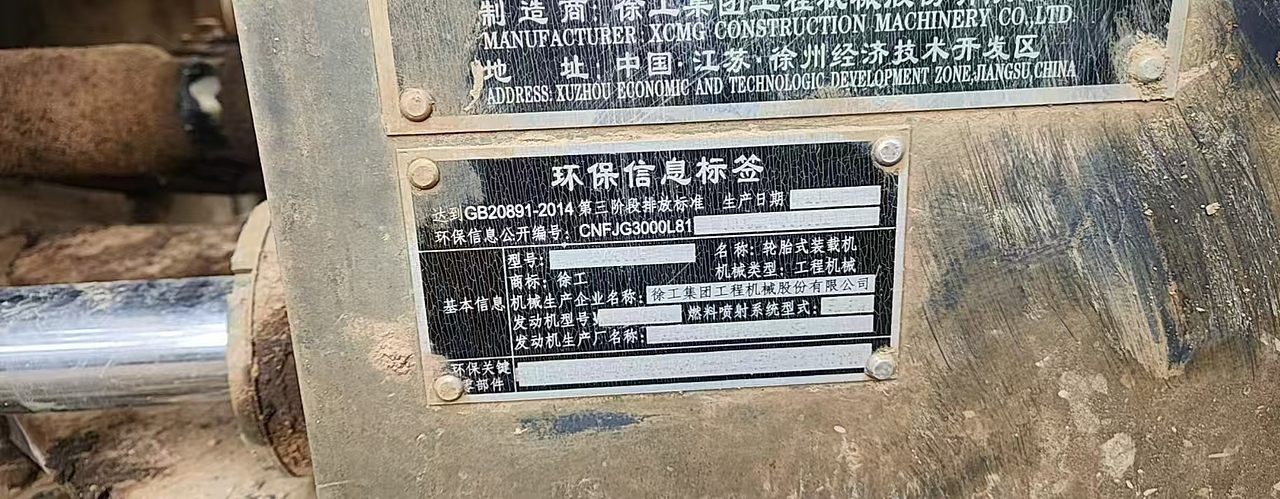 制造商:徐工集团工程机械股份有限公司
MANUFACTURER: XCMG CONSTRUCTION MACHINERY CO.,LTD
地 址:中国·江苏·徐州经济技术开发区
ADDRESS: XUZHOU ECONOMIC AND TECHNOLOGIC DEVELOPMENT ZONE,JIANGSU,CHINA
环保信息标签
达到GB20891-2014 第三阶段排放标准 生产日期
环保信息公开编号: CNFJG3000L81
型号: 名称: 轮胎式装载机
商标: 徐工 机械类型: 工程机械
基本信息 机械生产企业名称: 徐工集团工程机械股份有限公司
发动机型号 燃料喷射系统型式:
发动机生产厂名称:
环保关键
零部件